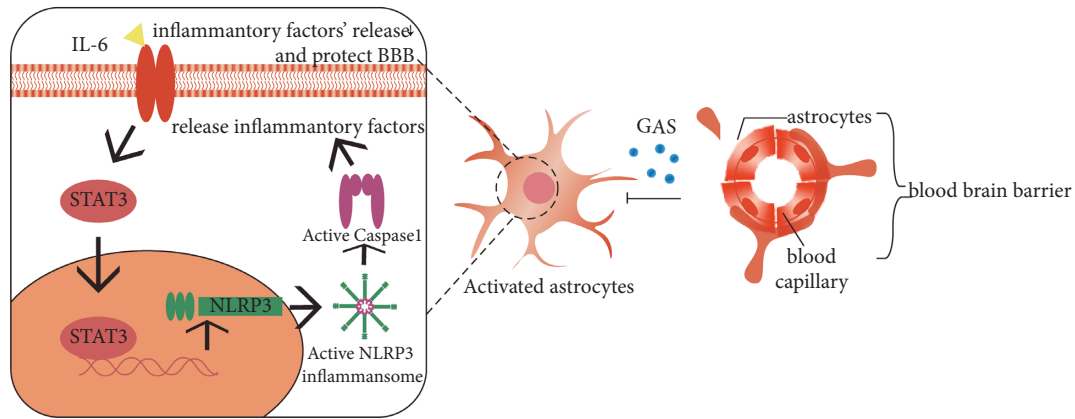 IL-6
inflammantory factors' release↓
and protect BBB
release inflammantory factors
STAT3
Active Caspase1
NLRP3
STAT3
Active NLRP3
inflammansome
Activated astrocytes
GAS
astrocytes
blood brain barrier
blood
capillary